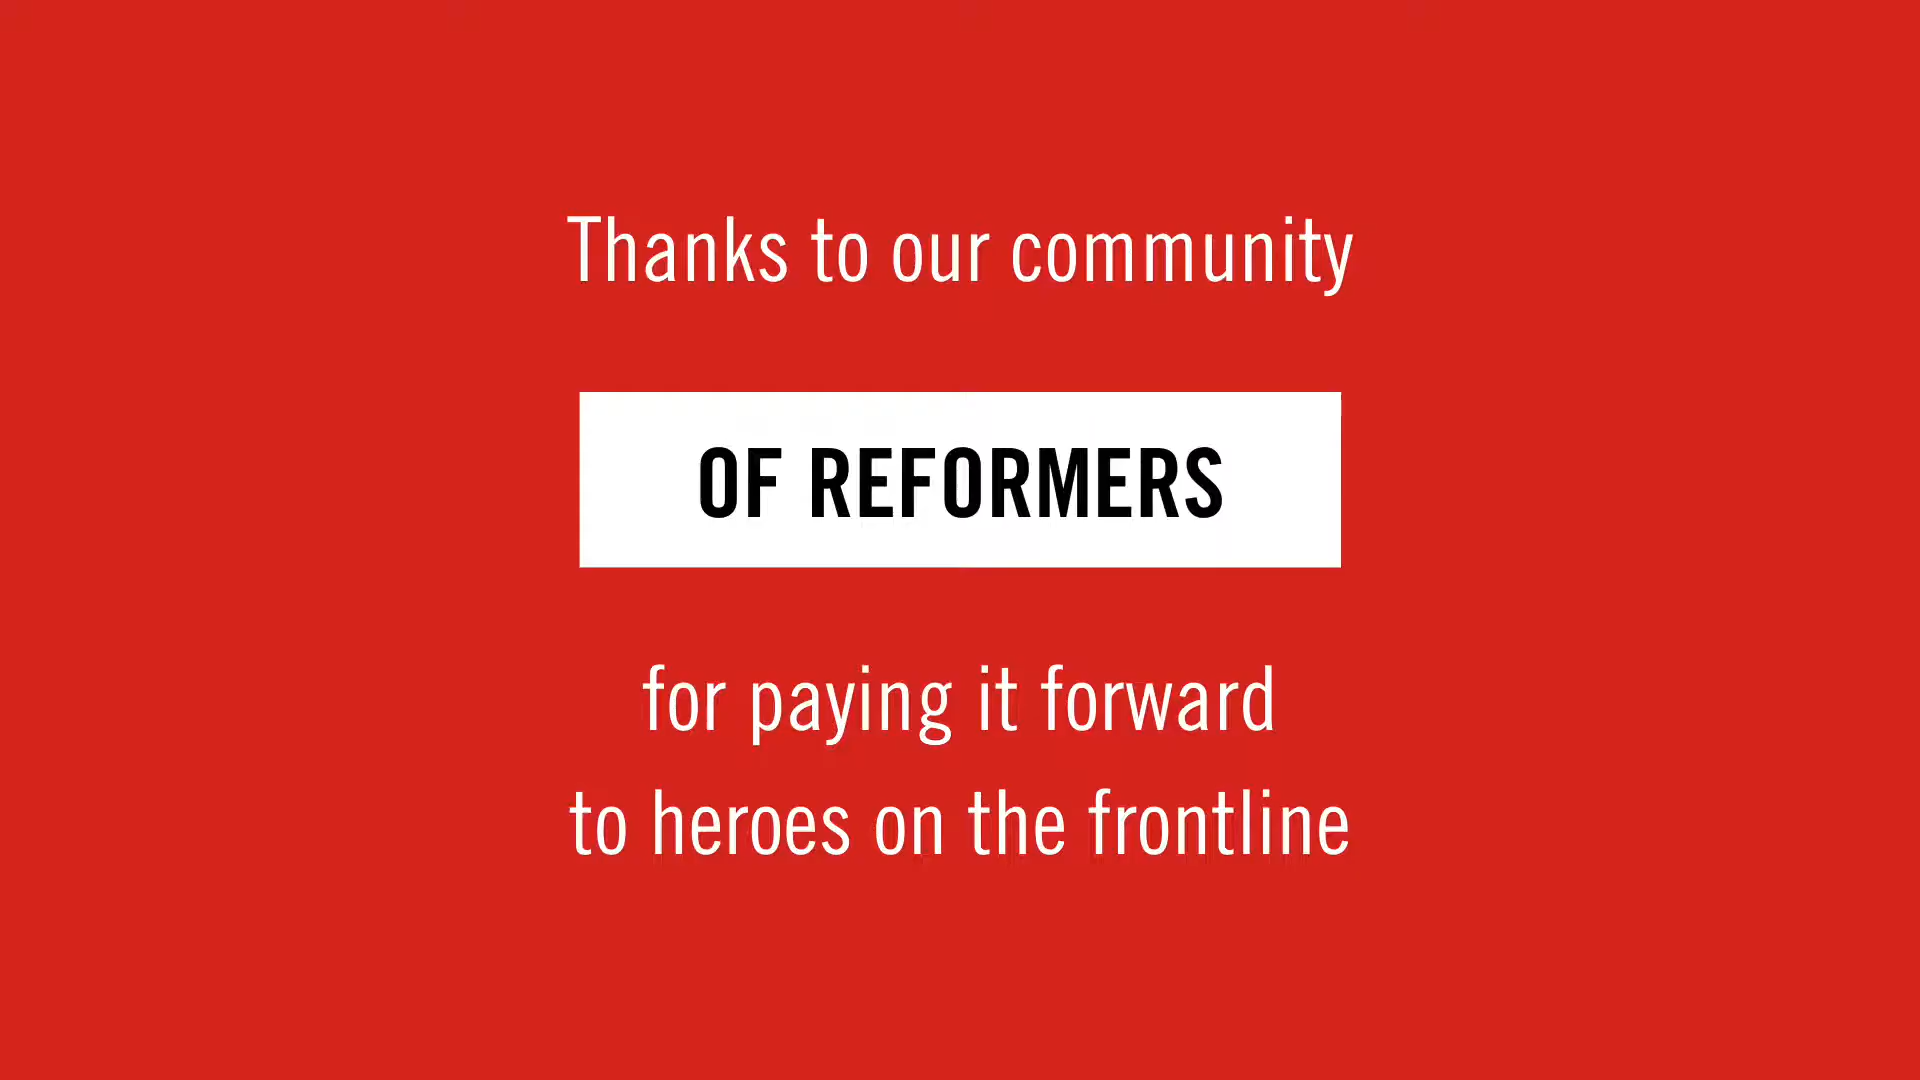 Thanks to our community
OF REFORMERS
for paying it forward
to heroes on the frontline